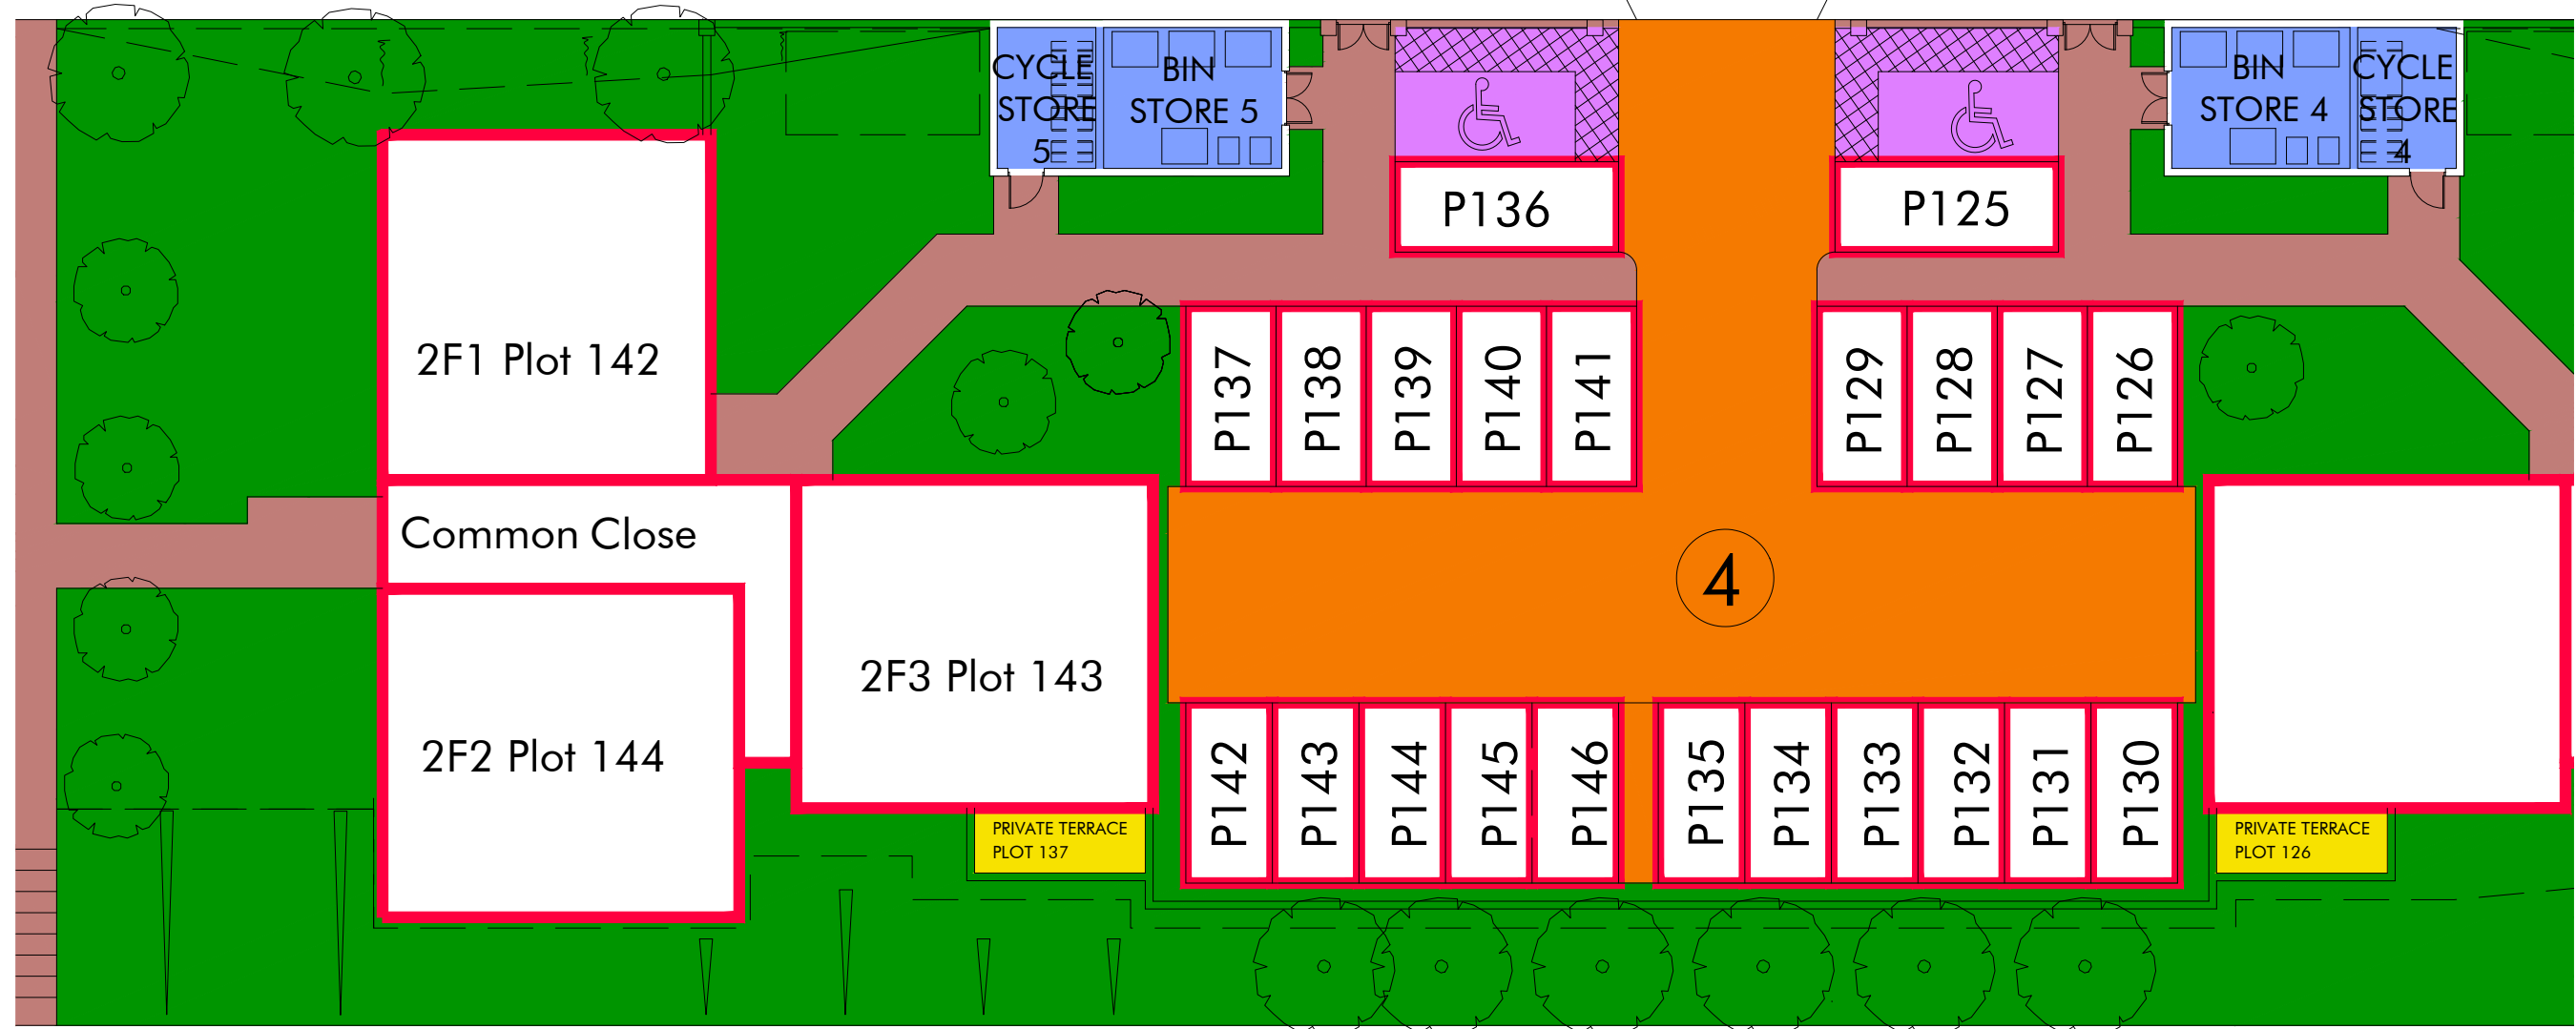 CYCLE
STORE
5
BIN
STORE 5
BIN
STORE 4
CYCLE
STORE
4
P136
P125
2F1 Plot 142
P137
P138
P139
P140
P141
P129
P128
P127
P126
Common Close
4
2F3 Plot 143
2F2 Plot 144
P142
P143
P144
P145
P146
P135
P134
P133
P132
P131
P130
PRIVATE TERRACE
PLOT 137
PRIVATE TERRACE
PLOT 126